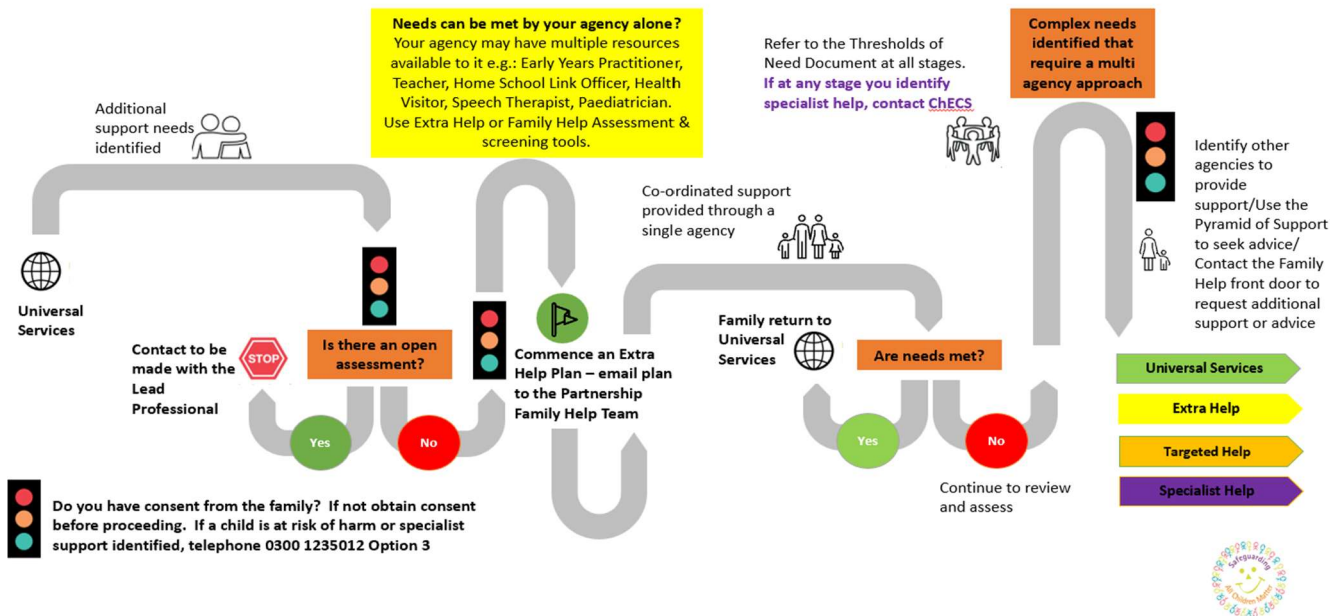 Needs can be met by your agency alone?
Your agency may have multiple resources
available to it e.g.: Early Years Practitioner,
Teacher, Home School Link Officer, Health
Visitor, Speech Therapist, Paediatrician.
Use Extra Help or Family Help Assessment &
screening tools.
Refer to the Thresholds of
Need Document at all stages.
If at any stage you identify
specialist help, contact ChECS
Complex needs
identified that
require a multi
agency approach
Additional
support needs
identified
Identify other
agencies to
provide
support/Use the
Pyramid of Support
to seek advice/
Contact the Family
Help front door to
request additional
support or advice
Co-ordinated support
provided through a
single agency
Universal
Services
Contact to be
made with the
Lead
Professional
STOP
Is there an open
assessment?
Yes
No
Commence an Extra
Help Plan – email plan
to the Partnership
Family Help Team
Family return to
Universal
Services
Are needs met?
Yes
No
Continue to review
and assess
Universal Services
Extra Help
Targeted Help
Specialist Help
Do you have consent from the family? If not obtain consent
before proceeding. If a child is at risk of harm or specialist
support identified, telephone 0300 1235012 Option 3
Safeguarding
All Children Matter